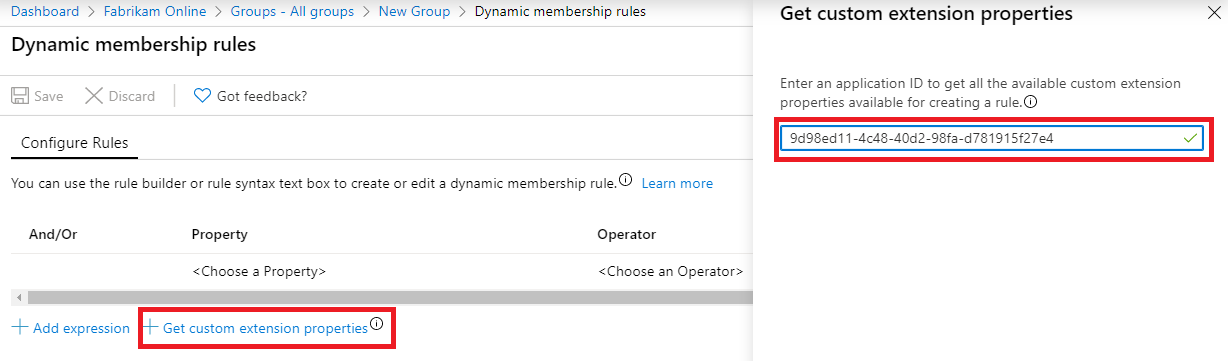 Dashboard > Fabrikam Online > Groups - All groups > New Group > Dynamic membership rules
Dynamic membership rules
Save Discard Got feedback?
Configure Rules
You can use the rule builder or rule syntax text box to create or edit a dynamic membership rule. Learn more
And/Or Property Operator
<Choose a Property> <Choose an Operator>
Add expression Get custom extension properties
Get custom extension properties
Enter an application ID to get all the available custom extension
properties available for creating a rule.
9d98ed11-4c48-40d2-98fa-d781915f27e4